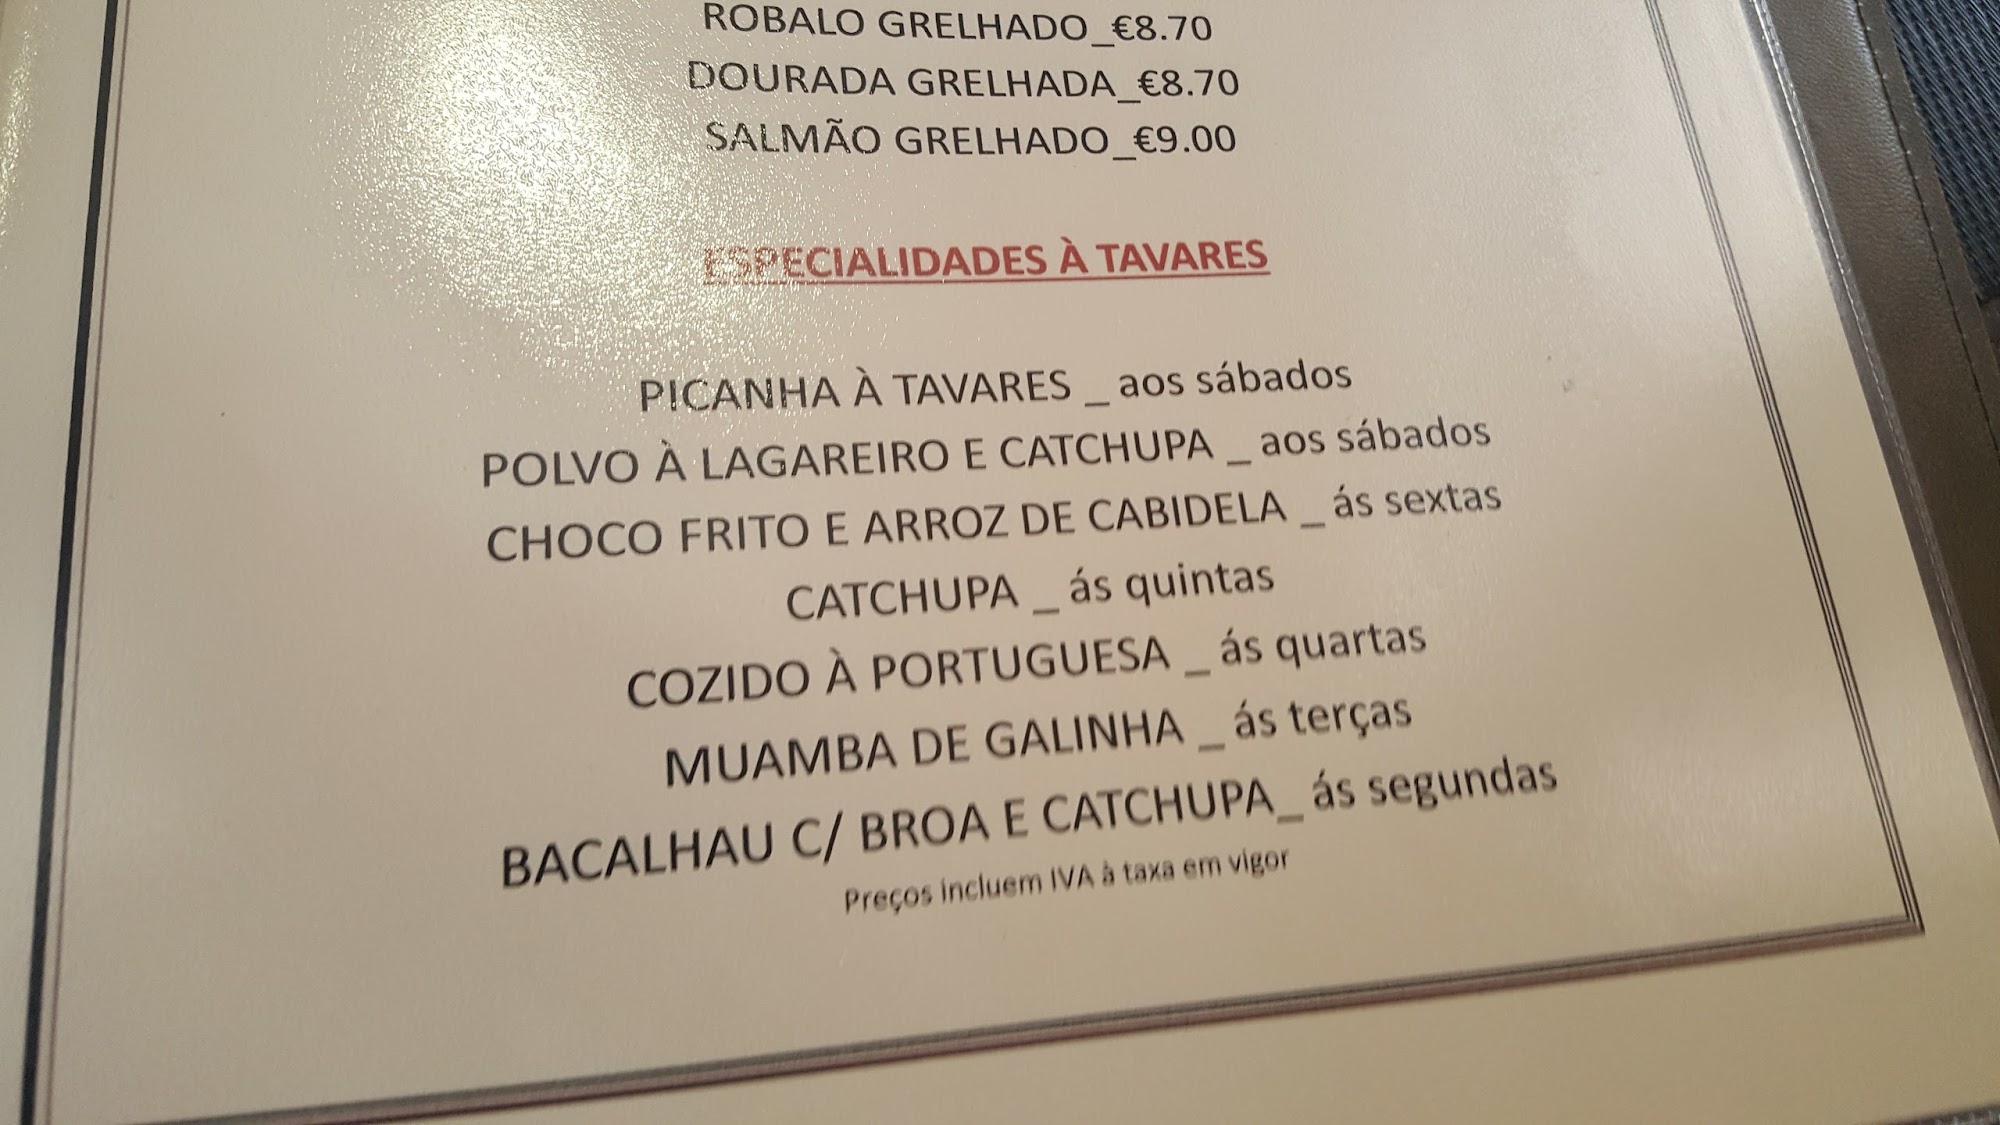 ROBALO GRELHADO_€8.70
DOURADA GRELHADA_€8.70
SALMÃO GRELHADO_€9.00
ESPECIALIDADES À TAVARES
PICANHA À TAVARES _ aos sábados
POLVO À LAGAREIRO E CATCHUPA _ aos sábados
CHOCO FRITO E ARROZ DE CABIDELA _ ás sextas
CATCHUPA _ ás quintas
COZIDO À PORTUGUESA _ ás quartas
MUAMBA DE GALINHA _ ás terças
BACALHAU C/ BROA E CATCHUPA_ ás segundas
Preços incluem IVA à taxa em vigor